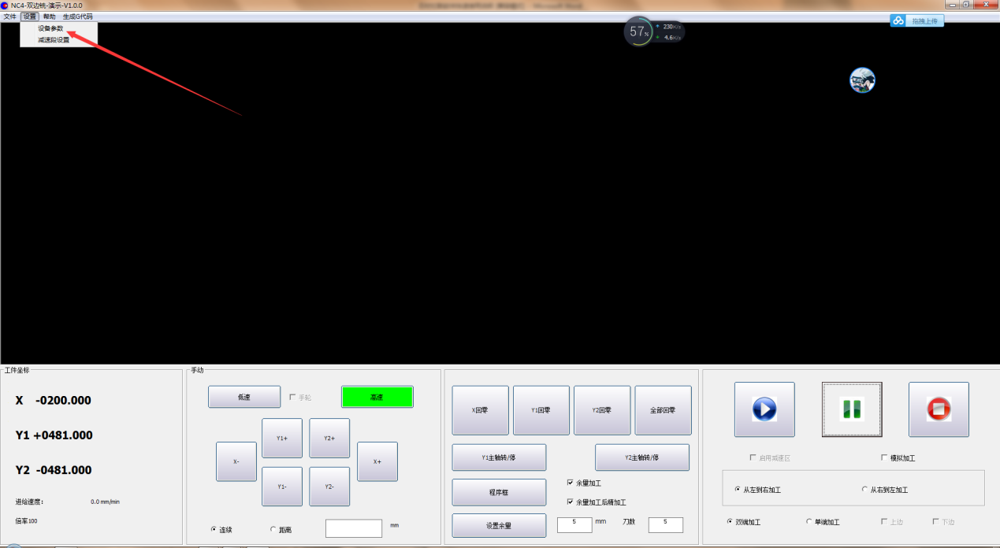 NC4-双边铣-演示-V1.0.0
文件 设置 帮助 生成G代码
设备参数
减速段设置
57%
230K/s
4.6K/s
拖拽上传
工件坐标
X -0200.000
Y1 +0481.000
Y2 -0481.000
进给速度: 0.0 mm/min
倍率100
手动
低速 手轮 高速
Y1+ Y2+
X- X+
Y1- Y2-
连续 距离 mm
X回零 Y1回零 Y2回零 全部回零
Y1主轴转/停 Y2主轴转/停
程序框 余量加工
余量加工后精加工
设置余量 5 mm 刀数 5
启用减速区 模拟加工
从左到右加工 从右到左加工
双端加工 单端加工 上边 下边